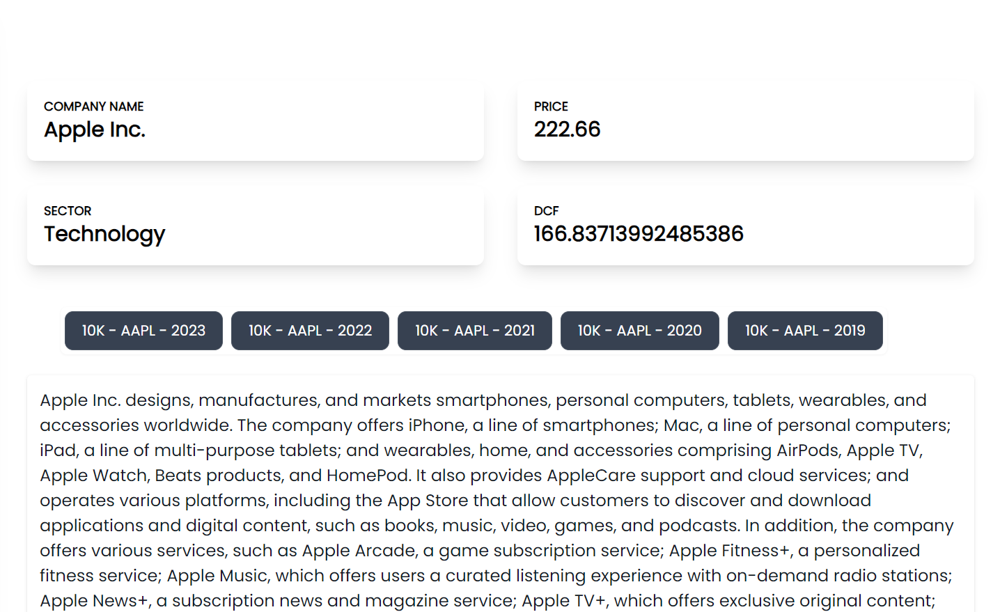 COMPANY NAME
Apple Inc.
PRICE
222.66
SECTOR
Technology
DCF
166.83713992485386
10K - AAPL - 2023
10K - AAPL - 2022
10K - AAPL - 2021
10K - AAPL - 2020
10K - AAPL - 2019
Apple Inc. designs, manufactures, and markets smartphones, personal computers, tablets, wearables, and
accessories worldwide. The company offers iPhone, a line of smartphones; Mac, a line of personal computers;
iPad, a line of multi-purpose tablets; and wearables, home, and accessories comprising AirPods, Apple TV,
Apple Watch, Beats products, and HomePod. It also provides AppleCare support and cloud services; and
operates various platforms, including the App Store that allow customers to discover and download
applications and digital content, such as books, music, video, games, and podcasts. In addition, the company
offers various services, such as Apple Arcade, a game subscription service; Apple Fitness+, a personalized
fitness service; Apple Music, which offers users a curated listening experience with on-demand radio stations;
Apple News+, a subscription news and magazine service; Apple TV+, which offers exclusive original content;